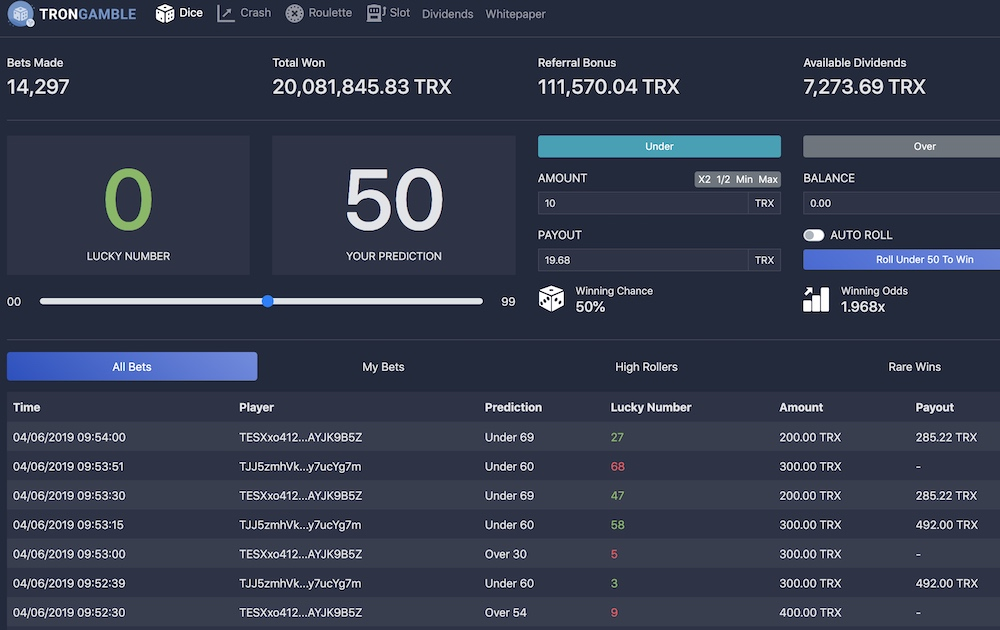 TRONGAMBLE Dice Crash Roulette Slot Dividends Whitepaper
Bets Made Total Won Referral Bonus Available Dividends
14,297 20,081,845.83 TRX 111,570.04 TRX 7,273.69 TRX
Under Over
AMOUNT X2 1/2 Min Max BALANCE
0 50
10 TRX 0.00
PAYOUT AUTO ROLL
LUCKY NUMBER YOUR PREDICTION
19.68 TRX Roll Under 50 To Win
00 99
Winning Chance Winning Odds
50% 1.968x
All Bets My Bets High Rollers Rare Wins
Time Player Prediction Lucky Number Amount Payout
04/06/2019 09:54:00 TESXxo412...AYJK9B5Z Under 69 27 200.00 TRX 285.22 TRX
04/06/2019 09:53:51 TJJ5zmhVk...y7ucYg7m Under 60 68 300.00 TRX -
04/06/2019 09:53:30 TESXxo412...AYJK9B5Z Under 69 47 200.00 TRX 285.22 TRX
04/06/2019 09:53:15 TJJ5zmhVk...y7ucYg7m Under 60 58 300.00 TRX 492.00 TRX
04/06/2019 09:53:00 TESXxo412...AYJK9B5Z Over 30 5 300.00 TRX -
04/06/2019 09:52:39 TJJ5zmhVk...y7ucYg7m Under 60 3 300.00 TRX 492.00 TRX
04/06/2019 09:52:30 TESXxo412...AYJK9B5Z Over 54 9 400.00 TRX -